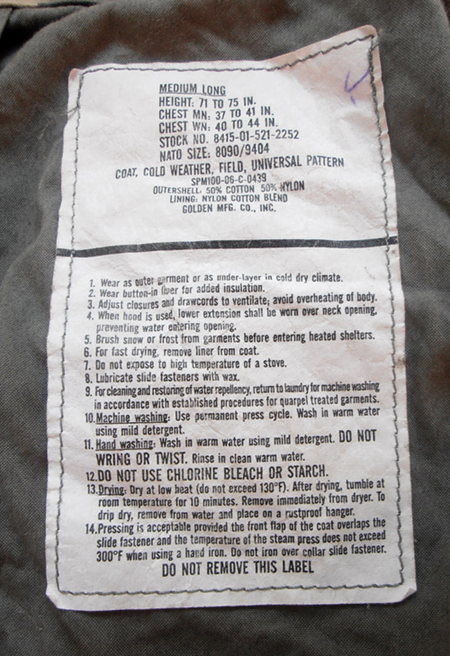 MEDIUM LONG
HEIGHT: 71 TO 75 IN.
CHEST MN: 37 TO 41 IN.
CHEST WN: 40 TO 44 IN.
STOCK NO. 8415-01-521-2252
NATO SIZE: 8090/9404
COAT, COLD WEATHER, FIELD, UNIVERSAL PATTERN
SPM100-06-C-0439
OUTERSHELL: 50% COTTON 50% NYLON
LINING: NYLON COTTON BLEND
GOLDEN MFG. CO., INC.
1. Wear as outer garment or as under-layer in cold dry climate.
2. Wear button-in liner for added insulation.
3. Adjust closures and drawcords to ventilate; avoid overheating of body.
4. When hood is used, lower extension shall be worn over neck opening,
preventing water entering opening.
5. Brush snow or frost from garments before entering heated shelters.
6. For fast drying, remove liner from coat.
7. Do not expose to high temperature of a stove.
8. Lubricate slide fasteners with wax.
9. For cleaning and restoring of water repellency, return to laundry for machine washing
in accordance with established procedures for quarpel treated garments.
10. Machine washing: Use permanent press cycle. Wash in warm water
using mild detergent.
11. Hand washing: Wash in warm water using mild detergent. DO NOT
WRING OR TWIST. Rinse in clean warm water.
12. DO NOT USE CHLORINE BLEACH OR STARCH.
13. Drying: Dry at low heat (do not exceed 130°F). After drying, tumble at
room temperature for 10 minutes. Remove immediately from dryer. To
drip dry, remove from water and place on a rustproof hanger.
14. Pressing is acceptable provided the front flap of the coat overlaps the
slide fastener and the temperature of the steam press does not exceed
300°F when using a hand iron. Do not iron over collar slide fastener.
DO NOT REMOVE THIS LABEL